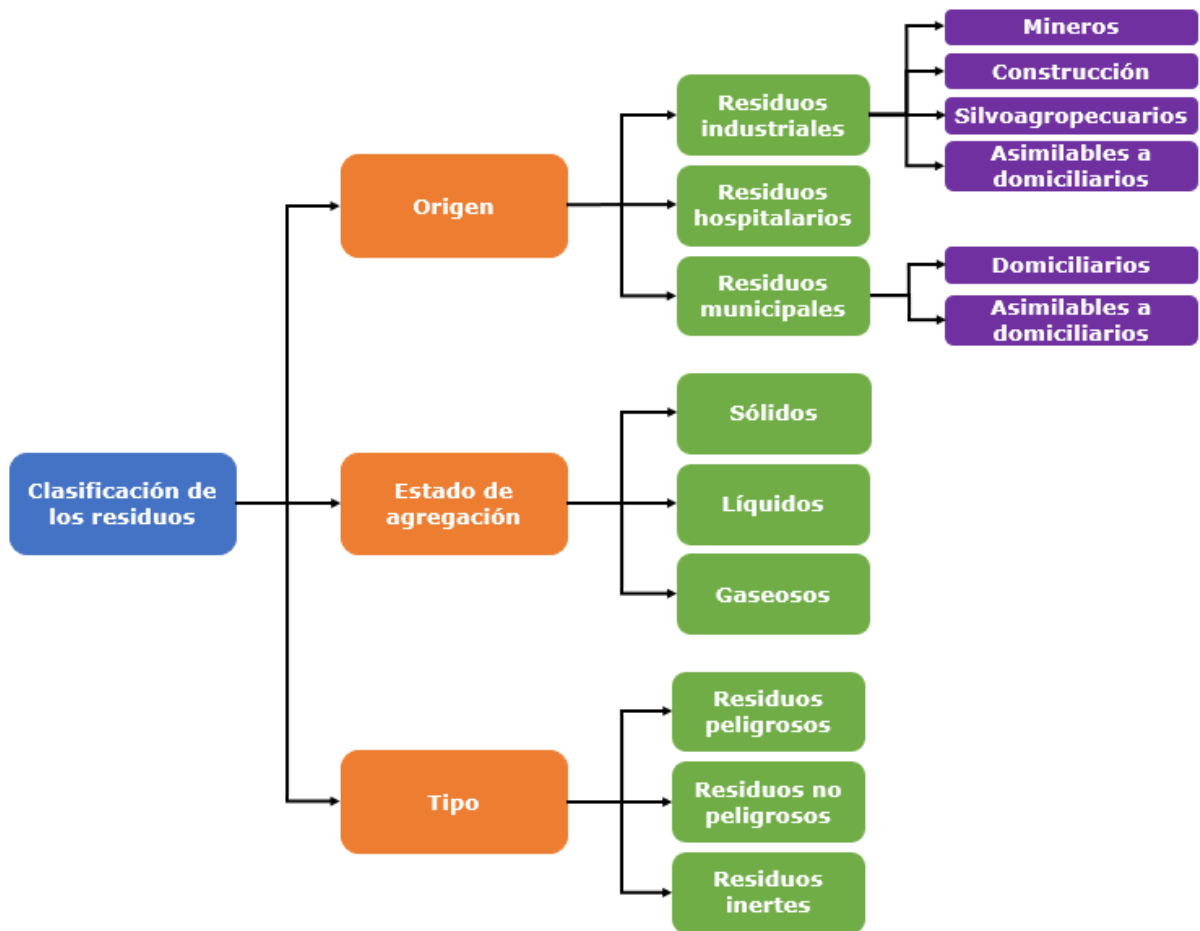 Clasificación de
los residuos
Origen
Residuos
industriales
Mineros
Construcción
Silvoagropecuarios
Asimilables a
domiciliarios
Residuos
hospitalarios
Residuos
municipales
Domiciliarios
Asimilables a
domiciliarios
Estado de
agregación
Sólidos
Líquidos
Gaseosos
Tipo
Residuos
peligrosos
Residuos no
peligrosos
Residuos
inertes